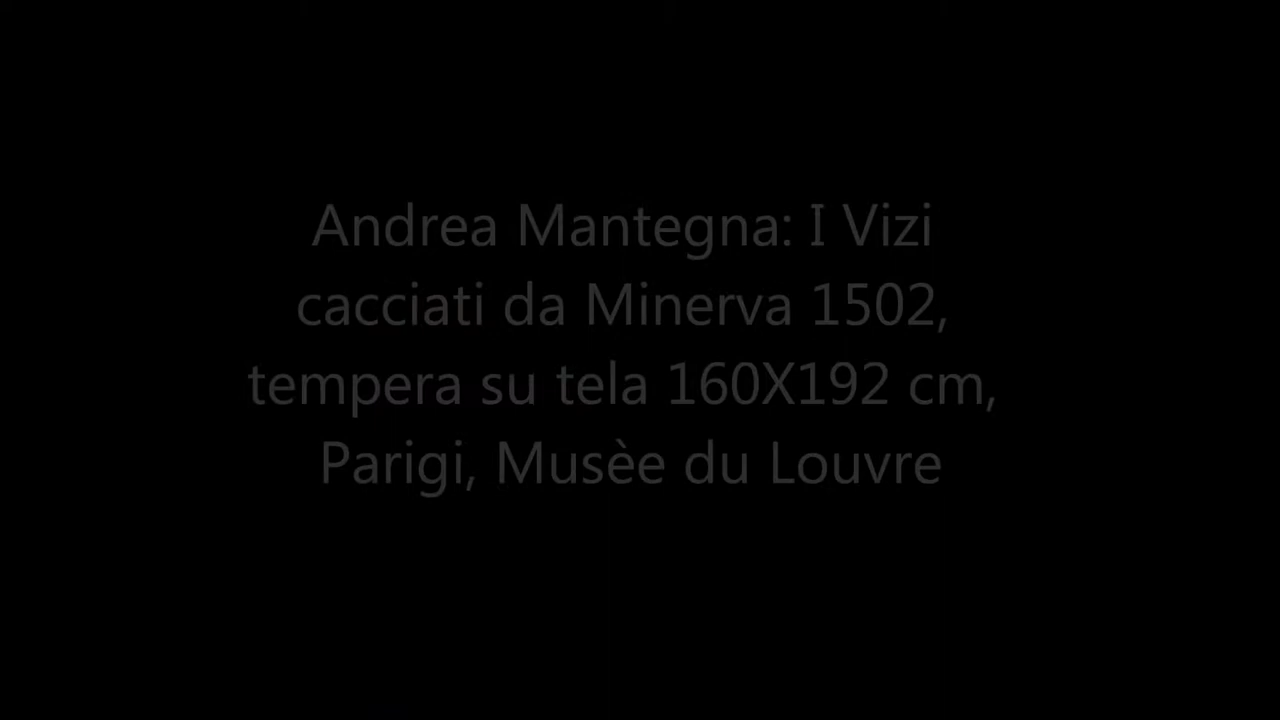 Andrea Mantegna: I Vizi
cacciati da Minerva 1502,
tempera su tela 160X192 cm,
Parigi, Musèe du Louvre